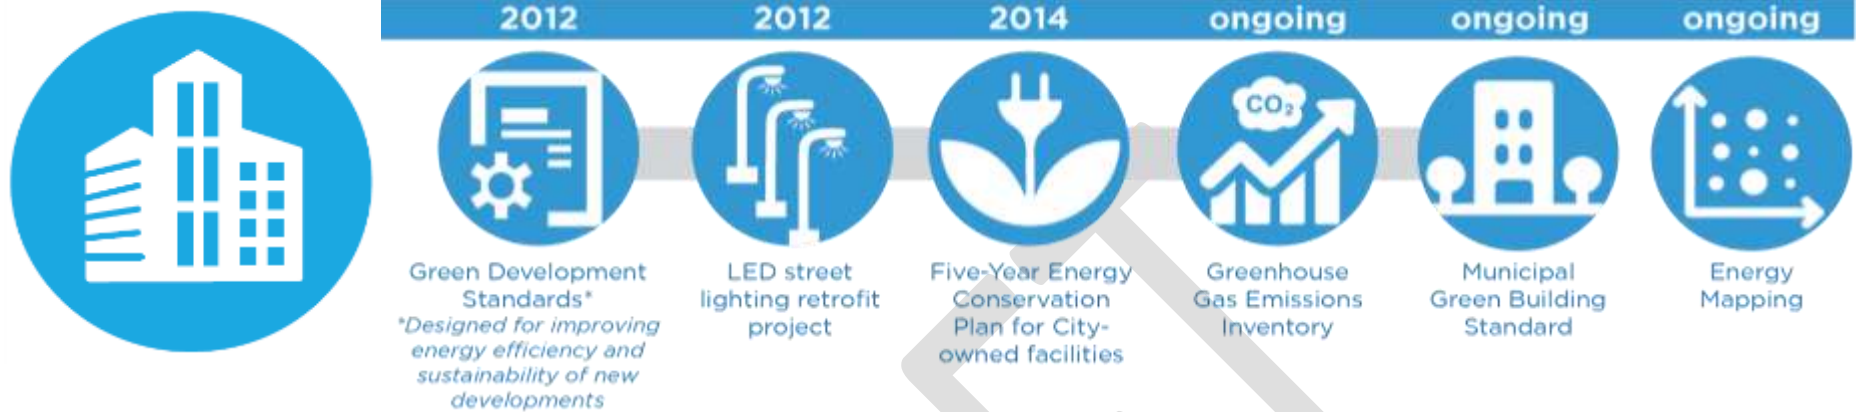 2012
2012
2014
ongoing
ongoing
ongoing
CO₂
Green Development
Standards*
*Designed for improving
energy efficiency and
sustainability of new
developments
LED street
lighting retrofit
project
Five-Year Energy
Conservation
Plan for City-
owned facilities
Greenhouse
Gas Emissions
Inventory
Municipal
Green Building
Standard
Energy
Mapping